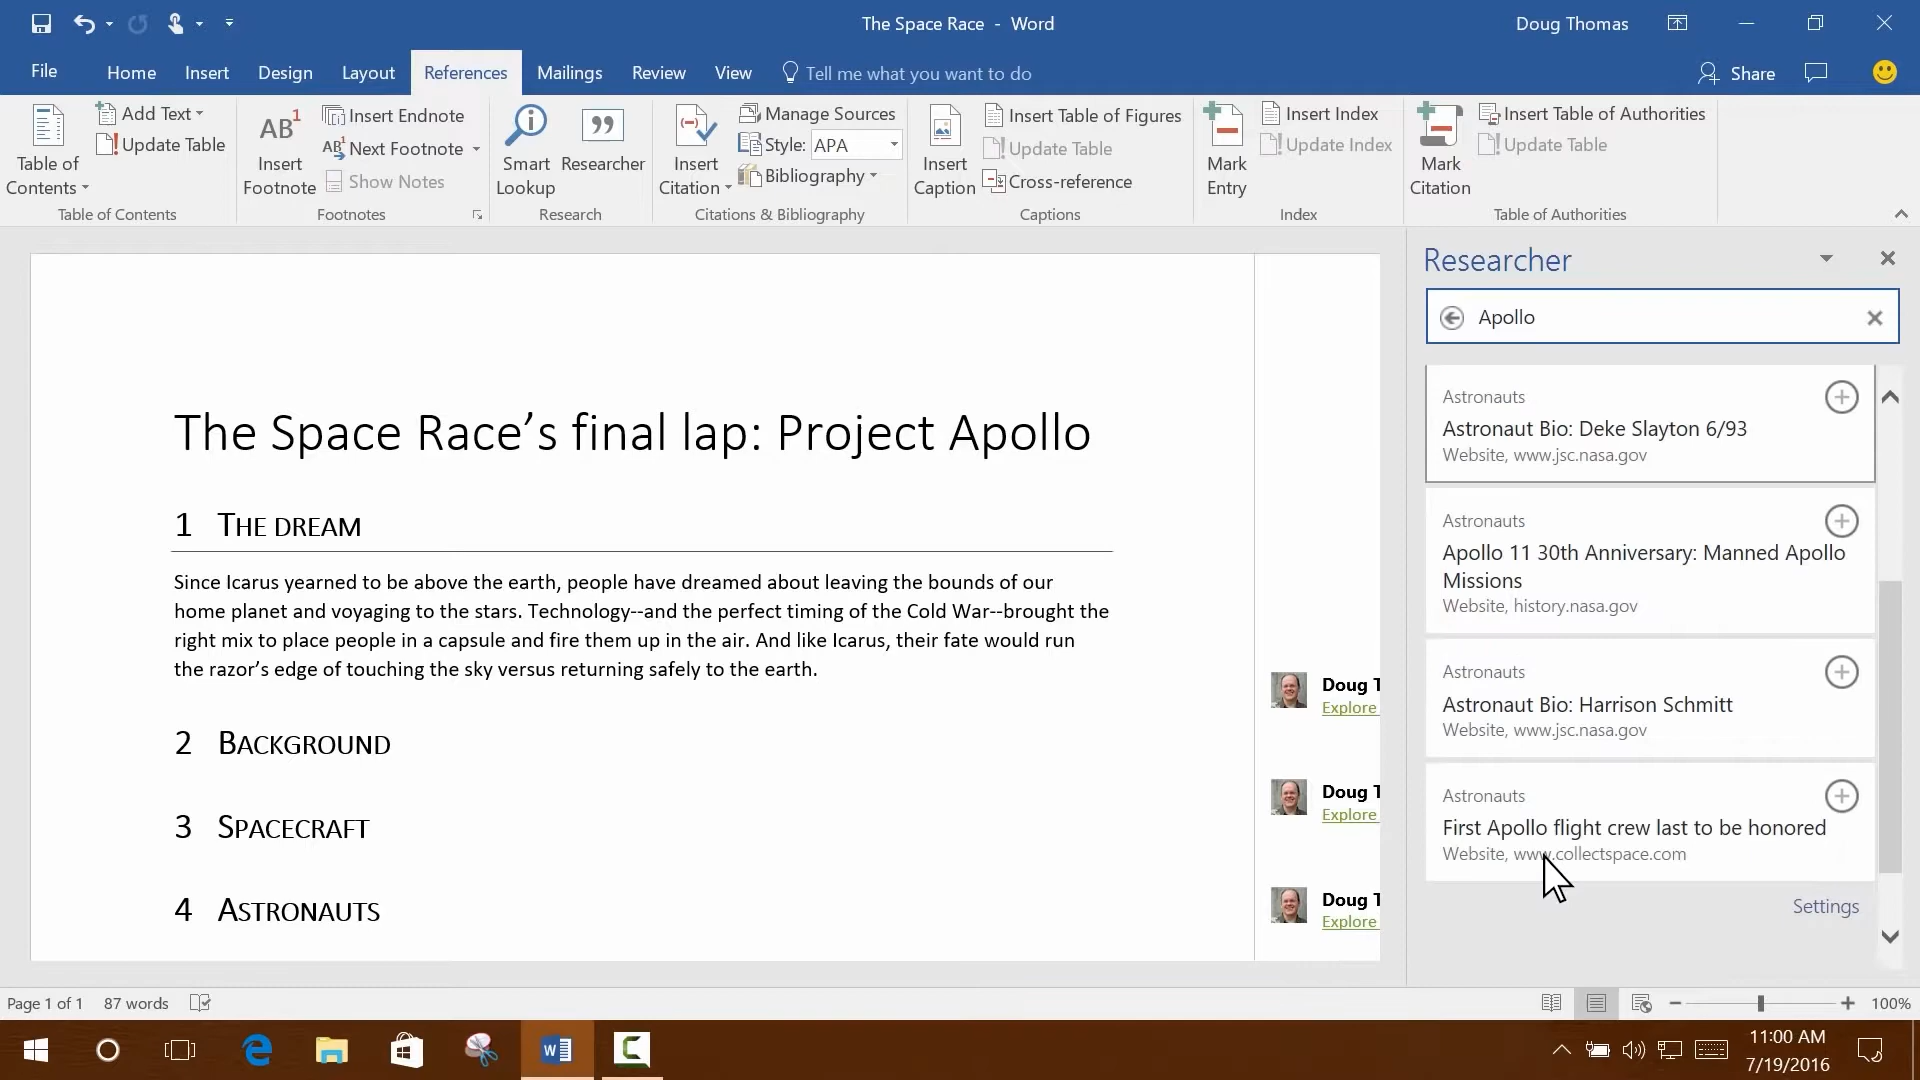 The Space Race - Word
Doug Thomas
File
Home
Insert
Design
Layout
References
Mailings
Review
View
Tell me what you want to do
Share
Table of
Contents
Add Text
Update Table
Table of Contents
AB1
Insert
Footnote
Insert Endnote
AB1 Next Footnote
Show Notes
Footnotes
Smart
Lookup
Researcher
Research
Insert
Citation
Manage Sources
Style: APA
Bibliography
Citations & Bibliography
Insert
Caption
Insert Table of Figures
Update Table
Cross-reference
Captions
Mark
Entry
Insert Index
Update Index
Index
Mark
Citation
Insert Table of Authorities
Update Table
Table of Authorities
The Space Race’s final lap: Project Apollo
1 THE DREAM
Since Icarus yearned to be above the earth, people have dreamed about leaving the bounds of our
home planet and voyaging to the stars. Technology--and the perfect timing of the Cold War--brought the
right mix to place people in a capsule and fire them up in the air. And like Icarus, their fate would run
the razor’s edge of touching the sky versus returning safely to the earth.
2 BACKGROUND
3 SPACECRAFT
4 ASTRONAUTS
Doug T
Explore
Doug T
Explore
Doug T
Explore
Researcher
Apollo
Astronauts
Astronaut Bio: Deke Slayton 6/93
Website, www.jsc.nasa.gov
Astronauts
Apollo 11 30th Anniversary: Manned Apollo
Missions
Website, history.nasa.gov
Astronauts
Astronaut Bio: Harrison Schmitt
Website, www.jsc.nasa.gov
Astronauts
First Apollo flight crew last to be honored
Website, www.collectspace.com
Settings
Page 1 of 1
87 words
100%
11:00 AM
7/19/2016